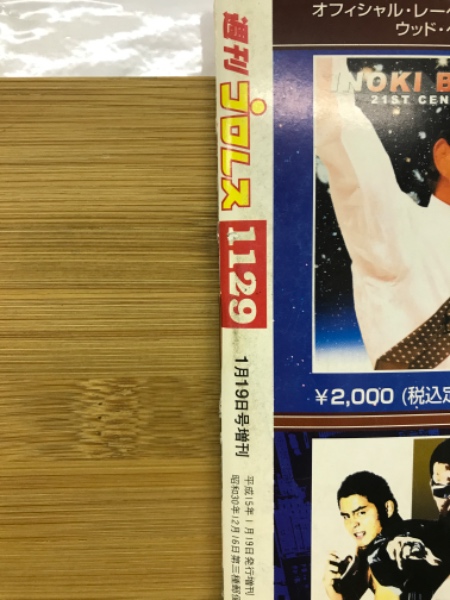 週刊プロレス
1129
1月19日号増刊
平成15年1月19日発行増刊
昭和30年12月16日第三種郵便
オフィシャル・レー
ウッド・
INOKI B
21ST CEN
¥2,000 (税込定